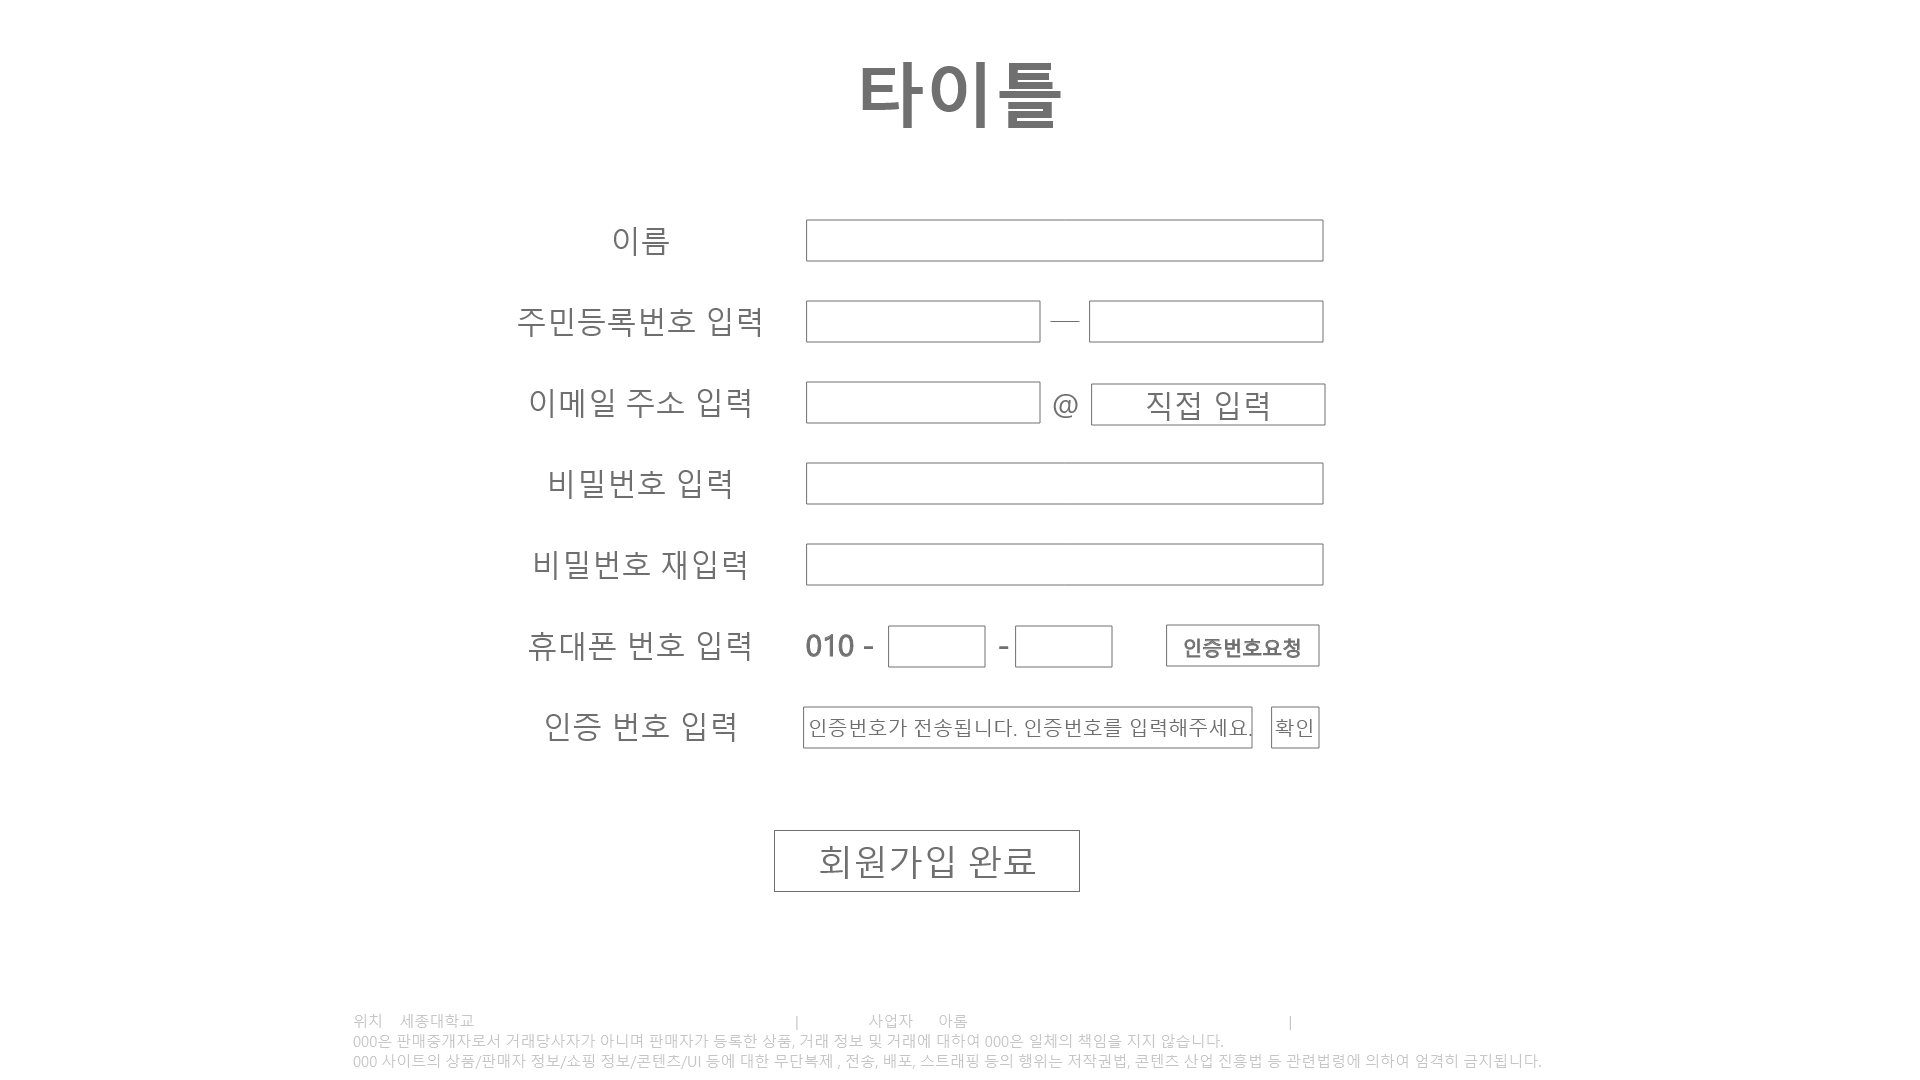 타이틀
이름
주민등록번호 입력 —
이메일 주소 입력 @ 직접 입력
비밀번호 입력
비밀번호 재입력
휴대폰 번호 입력 010 - - 인증번호요청
인증 번호 입력 인증번호가 전송됩니다. 인증번호를 입력해주세요. 확인
회원가입 완료
위치 세종대학교 | 사업자 아롬 |
000은 판매중개자로서 거래당사자가 아니며 판매자가 등록한 상품, 거래 정보 및 거래에 대하여 000은 일체의 책임을 지지 않습니다.
000 사이트의 상품/판매자 정보/쇼핑 정보/콘텐츠/UI 등에 대한 무단복제 , 전송, 배포, 스트래핑 등의 행위는 저작권법, 콘텐츠 산업 진흥법 등 관련법령에 의하여 엄격히 금지됩니다.